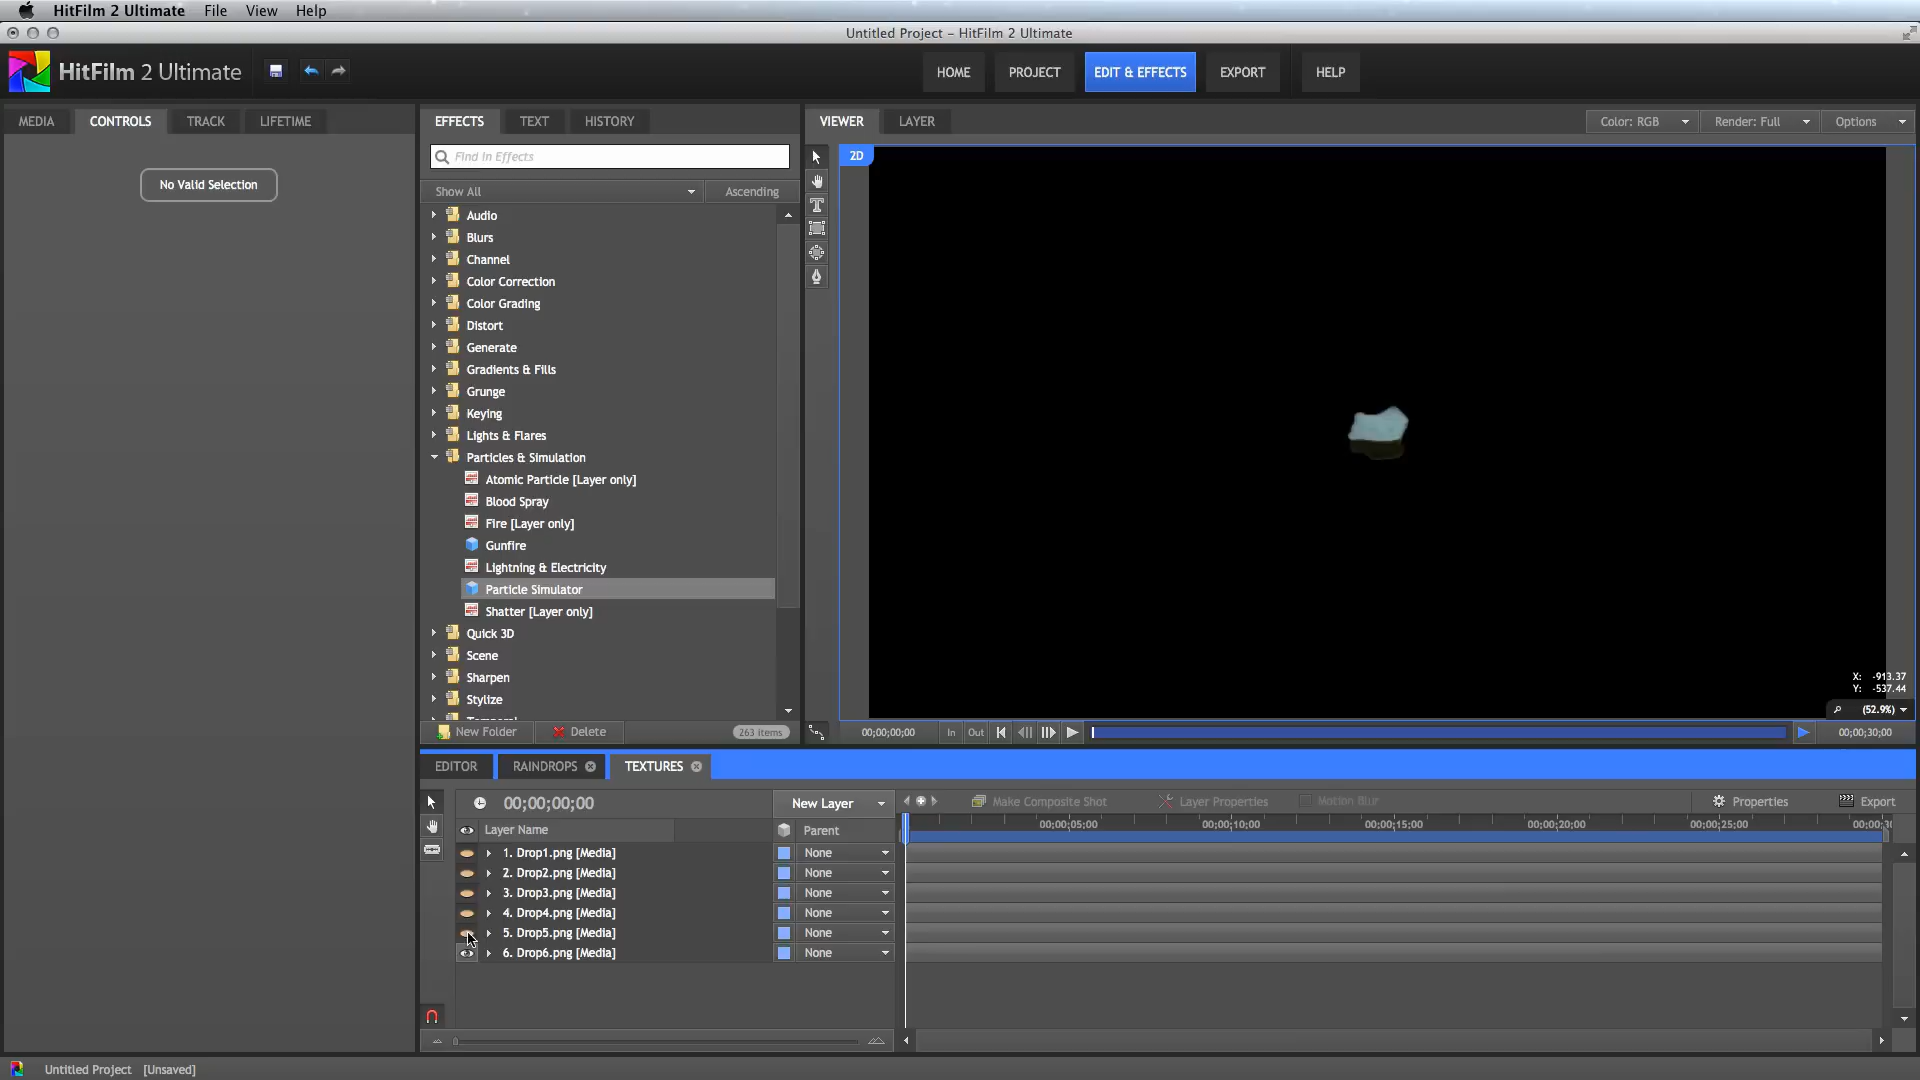 HitFilm 2 Ultimate File View Help
Untitled Project – HitFilm 2 Ultimate
HitFilm 2 Ultimate HOME PROJECT EDIT & EFFECTS EXPORT HELP
MEDIA CONTROLS TRACK LIFETIME EFFECTS TEXT HISTORY VIEWER LAYER Color: RGB Render: Full Options
No Valid Selection
Find In Effects
Show All Ascending
Audio
Blurs
Channel
Color Correction
Color Grading
Distort
Generate
Gradients & Fills
Grunge
Keying
Lights & Flares
Particles & Simulation
Atomic Particle [Layer only]
Blood Spray
Fire [Layer only]
Gunfire
Lightning & Electricity
Particle Simulator
Shatter [Layer only]
Quick 3D
Scene
Sharpen
Stylize
New Folder Delete 263 items
2D
X: -913.37
Y: -537.44
(52.9%)
00;00;00;00 In Out 00;00;30;00
EDITOR RAINDROPS TEXTURES
00;00;00;00 New Layer Make Composite Shot Layer Properties Motion Blur Properties Export
Layer Name Parent 00;00;05;00 00;00;10;00 00;00;15;00 00;00;20;00 00;00;25;00
1. Drop1.png [Media] None
2. Drop2.png [Media] None
3. Drop3.png [Media] None
4. Drop4.png [Media] None
5. Drop5.png [Media] None
6. Drop6.png [Media] None
Untitled Project [Unsaved]